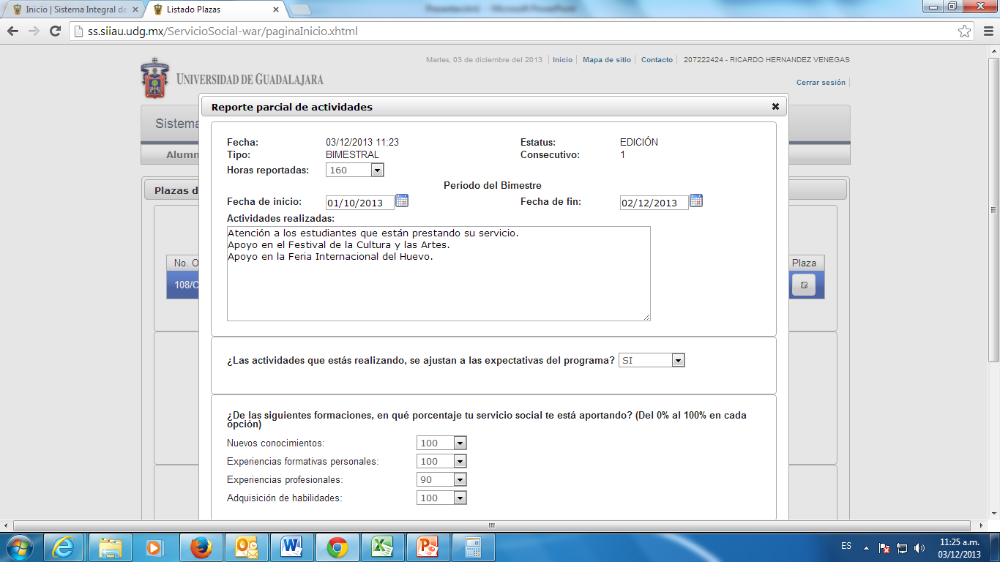 Inicio | Sistema Integral de
Listado Plazas
Presentación1 - Microsoft PowerPoint
ss.siiau.udg.mx/ServicioSocial-war/paginaInicio.xhtml
Martes, 03 de diciembre del 2013 Inicio Mapa de sitio Contacto 207222424 - RICARDO HERNANDEZ VENEGAS
UNIVERSIDAD DE GUADALAJARA
Cerrar sesión
Reporte parcial de actividades
Sistema
Alumn
Fecha: 03/12/2013 11:23 Estatus: EDICIÓN
Tipo: BIMESTRAL Consecutivo: 1
Horas reportadas: 160
Período del Bimestre
Plazas d
Fecha de inicio: 01/10/2013 Fecha de fin: 02/12/2013
Actividades realizadas:
Atención a los estudiantes que están prestando su servicio.
Apoyo en el Festival de la Cultura y las Artes.
Apoyo en la Feria Internacional del Huevo.
No. O
Plaza
108/C
¿Las actividades que estás realizando, se ajustan a las expectativas del programa? SI
¿De las siguientes formaciones, en qué porcentaje tu servicio social te está aportando? (Del 0% al 100% en cada
opción)
Nuevos conocimientos: 100
Experiencias formativas personales: 100
Experiencias profesionales: 90
Adquisición de habilidades: 100
ES
11:25 a.m.
03/12/2013